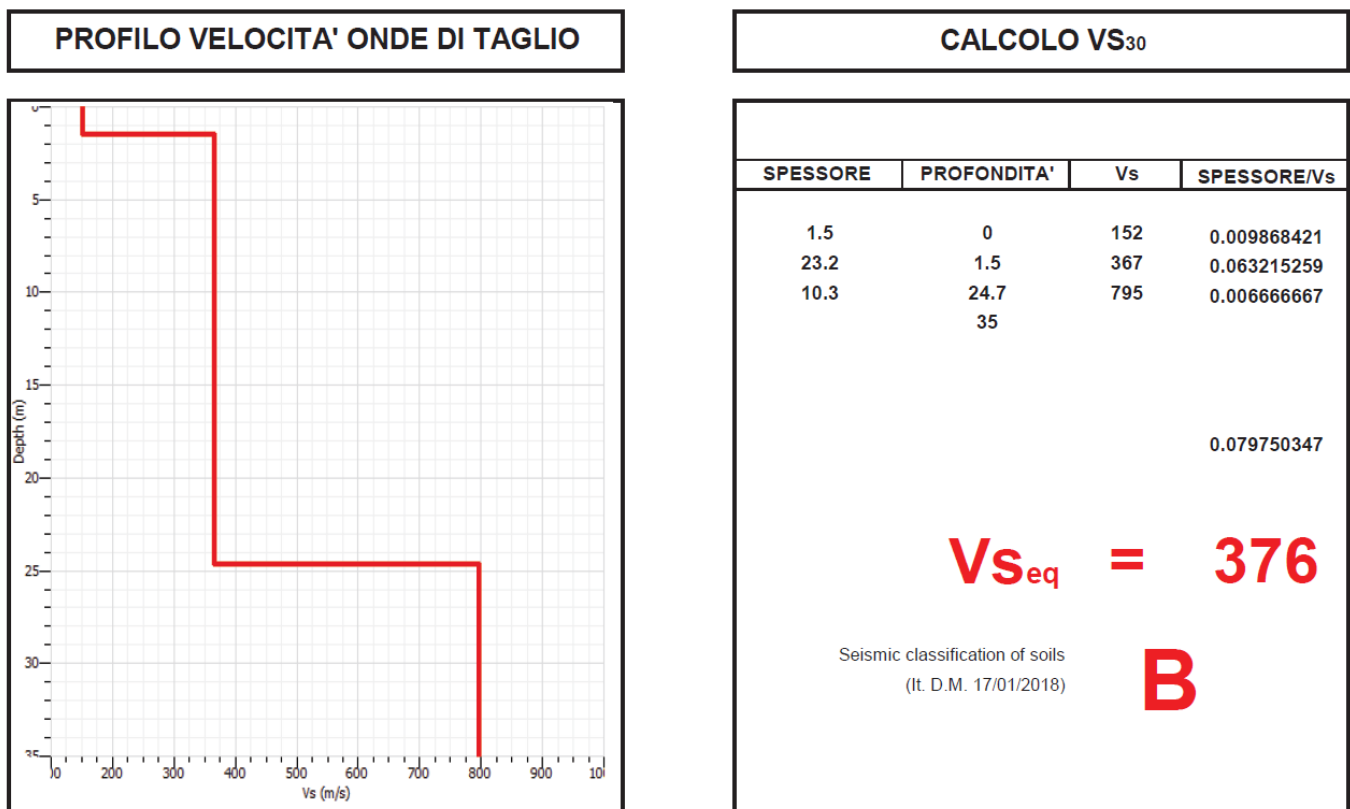 PROFILO VELOCITA' ONDE DI TAGLIO
CALCOLO VS30
5
10
15
20
25
30
35
Depth (m)
00 200 300 400 500 600 700 800 900 10
Vs (m/s)
SPESSORE PROFONDITA' Vs SPESSORE/Vs
1.5 0 152 0.009868421
23.2 1.5 367 0.063215259
10.3 24.7 795 0.006666667
35
0.079750347
Vseq = 376
Seismic classification of soils
(It. D.M. 17/01/2018)
B